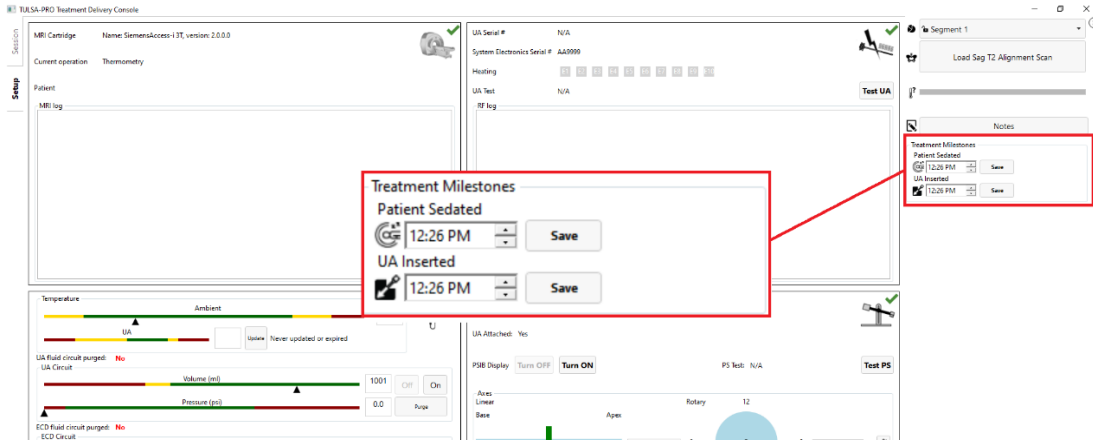 TULSA-PRO Treatment Delivery Console
Session
Setup
MRI Cartridge Name: SiemensAccess-i 3T, version: 2.0.0.0
Current operation Thermometry
Patient
MRI log
UA Serial # N/A
System Electronics Serial # AA9999
Heating
UA Test N/A Test UA
RF log
Segment 1
Load Sag T2 Alignment Scan
Notes
Treatment Milestones
Patient Sedated
12:26 PM Save
UA Inserted
12:26 PM Save
Treatment Milestones
Patient Sedated
12:26 PM Save
UA Inserted
12:26 PM Save
Temperature
Ambient
UA
Update Never updated or expired
UA fluid circuit purged: No
UA Circuit
Volume (ml)
1001 Off On
Pressure (psi)
0.0 Purge
ECD fluid circuit purged: No
ECD Circuit
UA Attached: Yes
PSIB Display Turn OFF Turn ON PS Test: N/A Test PS
Axes
Linear Rotary 12
Base Apex